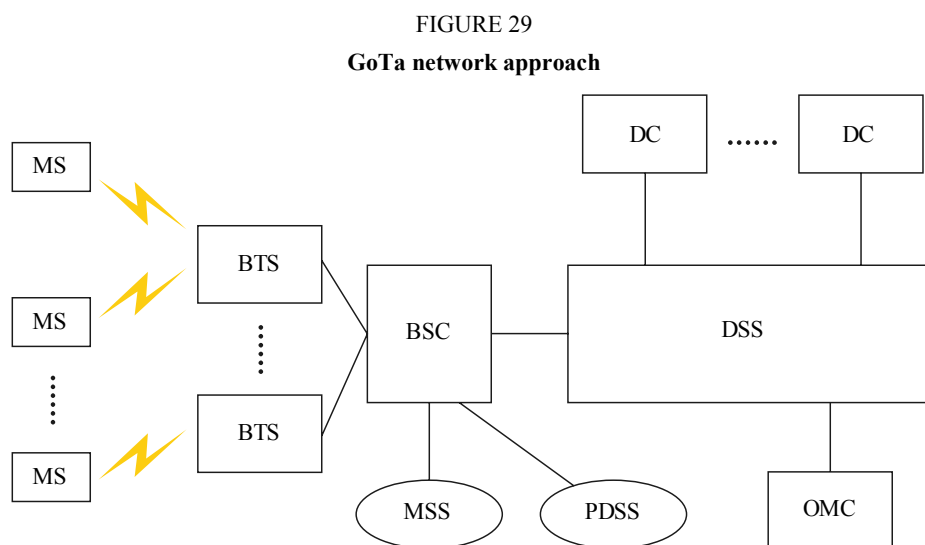 FIGURE 29
GoTa network approach
DC ...... DC
MS
BTS
MS
BSC
DSS
BTS
MS
MSS
PDSS
OMC